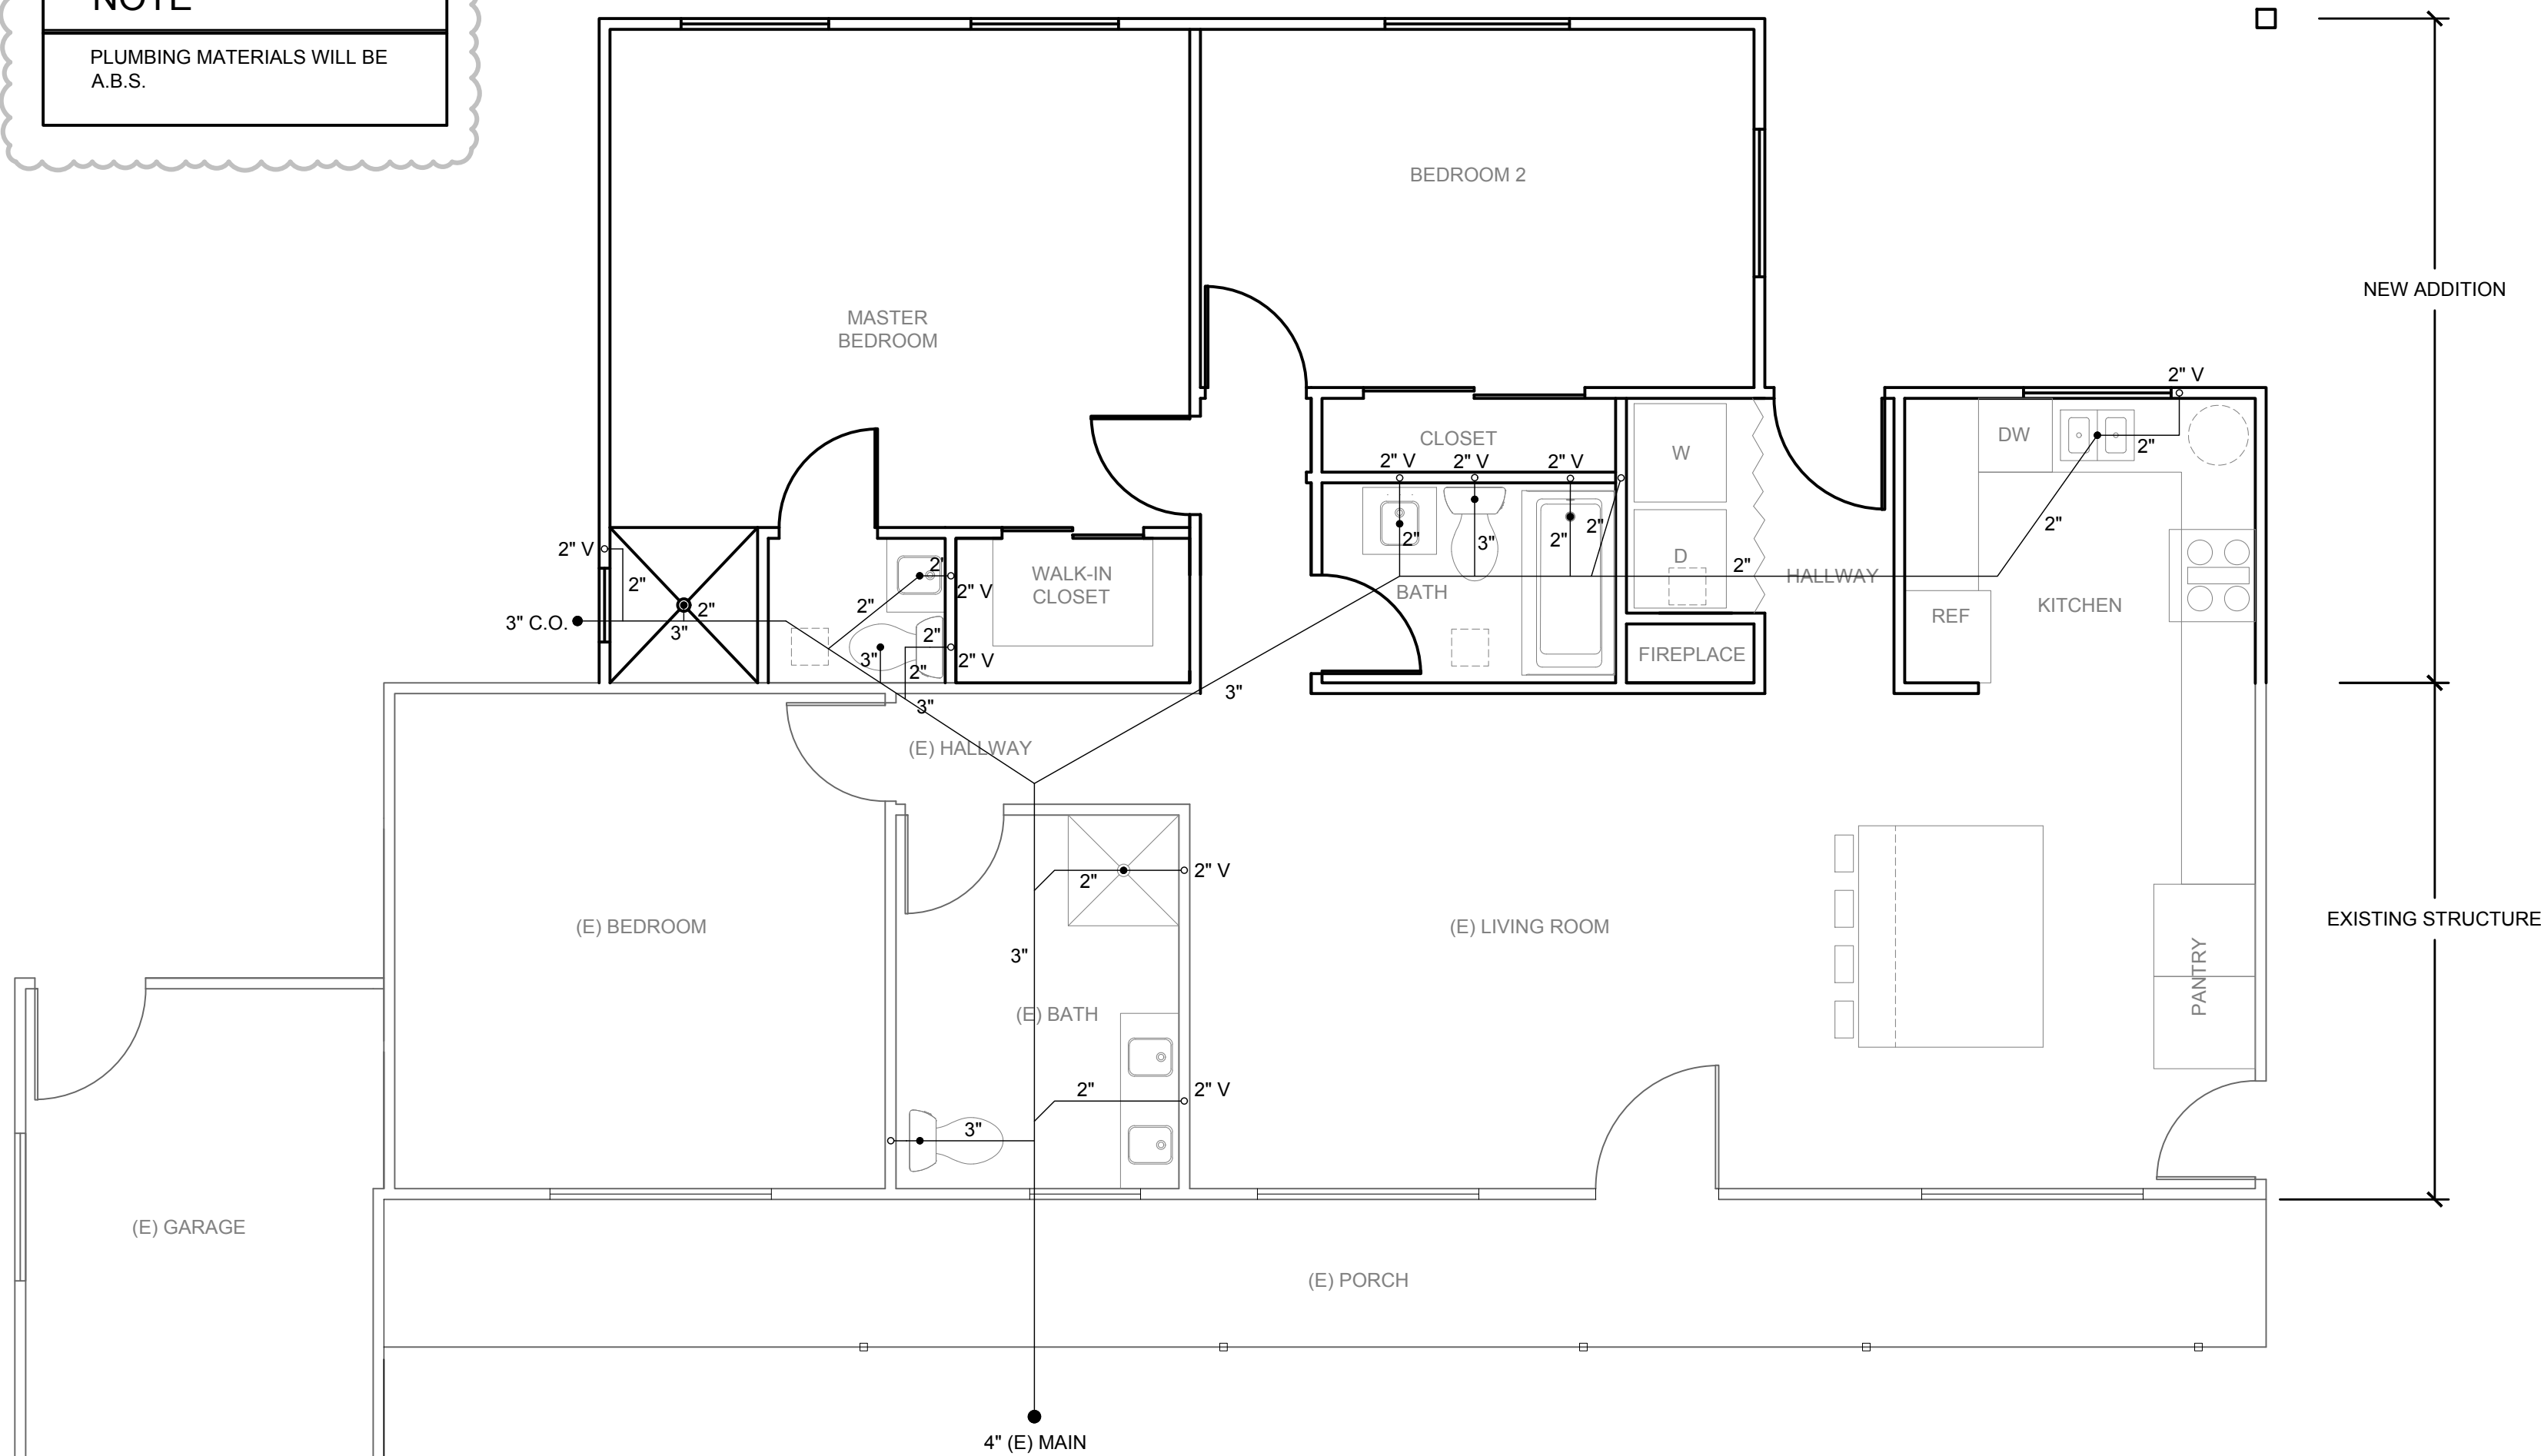 NOTE
PLUMBING MATERIALS WILL BE
A.B.S.
NEW ADDITION
BEDROOM 2
MASTER
BEDROOM
2" V
CLOSET
DW
2"
W
2" V
2" V
2" V
2"
2"
3"
2"
2"
2" V
2"
2"
2" V
2"
3" C.O.
2"
3"
WALK-IN
CLOSET
D
2"
HALLWAY
BATH
KITCHEN
REF
2"
3"
2"
2" V
FIREPLACE
2"
3"
3"
(E) HALLWAY
2" V
2"
(E) BEDROOM
(E) LIVING ROOM
EXISTING STRUCTURE
3"
PANTRY
(E) BATH
2"
2" V
3"
(E) GARAGE
(E) PORCH
4" (E) MAIN